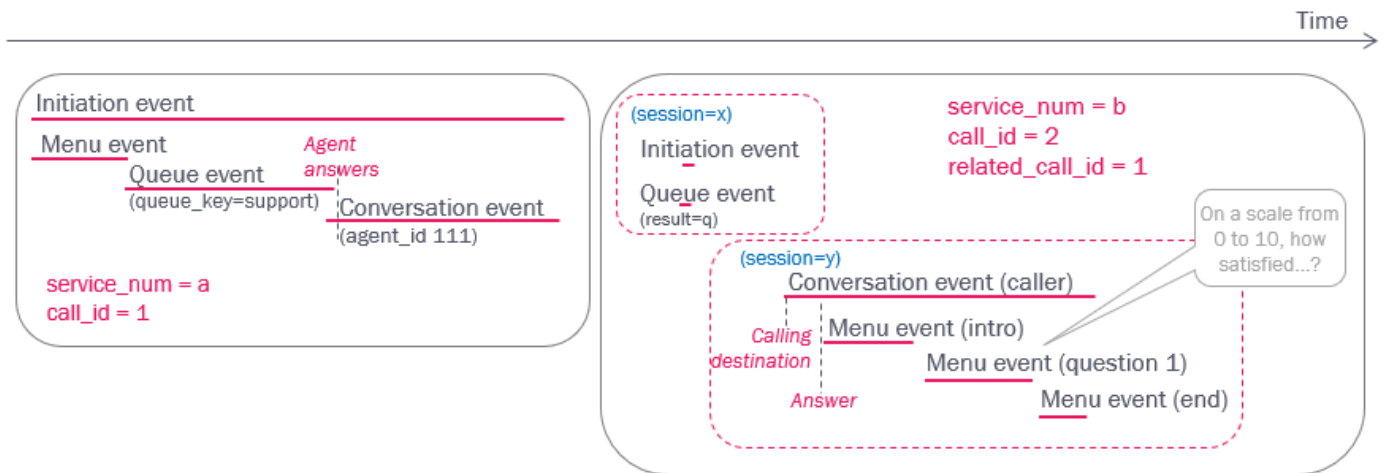 Time
Initiation event
Menu event
Agent
answers
Queue event
(queue_key=support)
Conversation event
(agent_id 111)
service_num = a
call_id = 1
(session=x)
Initiation event
Queue event
(result=q)
service_num = b
call_id = 2
related_call_id = 1
On a scale from
0 to 10, how
satisfied...?
(session=y)
Conversation event (caller)
Calling
destination
Menu event (intro)
Answer
Menu event (question 1)
Menu event (end)